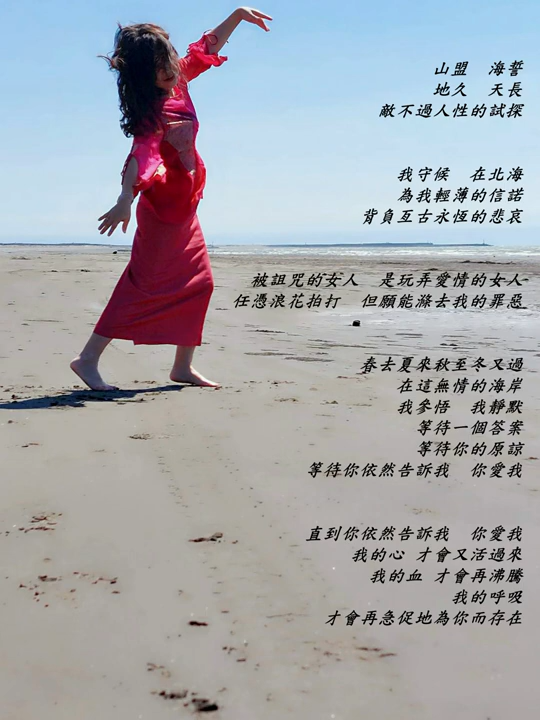 山盟　海誓
地久　天長
敵不過人性的試探
我守候　在北海
為我輕薄的信諾
背負亙古永恆的悲哀
被詛咒的女人　是玩弄愛情的女人
任憑浪花拍打　但願能滌去我的罪惡
春去夏來秋至冬又過
在這無情的海岸
我參悟　我靜默
等待一個答案
等待你的原諒
等待你依然告訴我　你愛我
直到你依然告訴我　你愛我
我的心 才會又活過來
我的血 才會再沸騰
我的呼吸
才會再急促地為你而存在